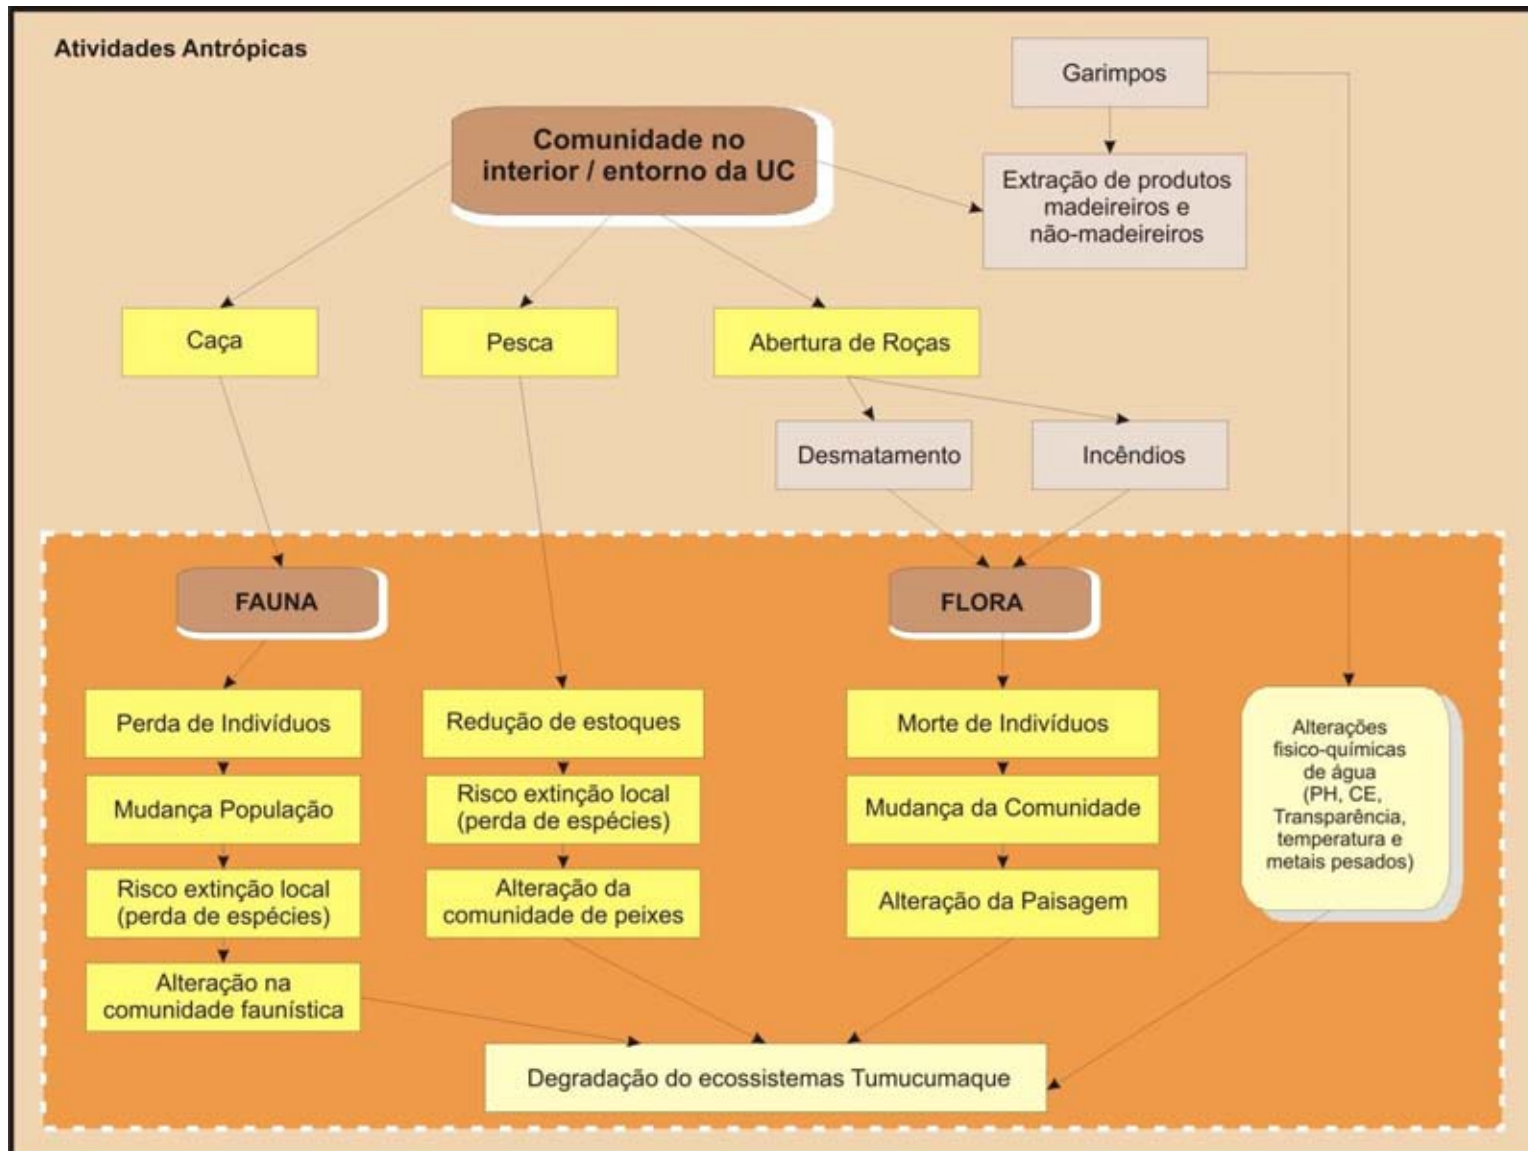 Atividades Antrópicas
Garimpos
Comunidade no
interior / entorno da UC
Extração de produtos
madeireiros e
não-madeireiros
Caça
Pesca
Abertura de Roças
Desmatamento
Incêndios
FAUNA
FLORA
Perda de Indivíduos
Mudança População
Risco extinção local
(perda de espécies)
Alteração na
comunidade faunística
Redução de estoques
Risco extinção local
(perda de espécies)
Alteração da
comunidade de peixes
Morte de Indivíduos
Mudança da Comunidade
Alteração da Paisagem
Alterações
fisico-químicas
de água
(PH, CE,
Transparência,
temperatura e
metais pesados)
Degradação do ecossistemas Tumucumaque